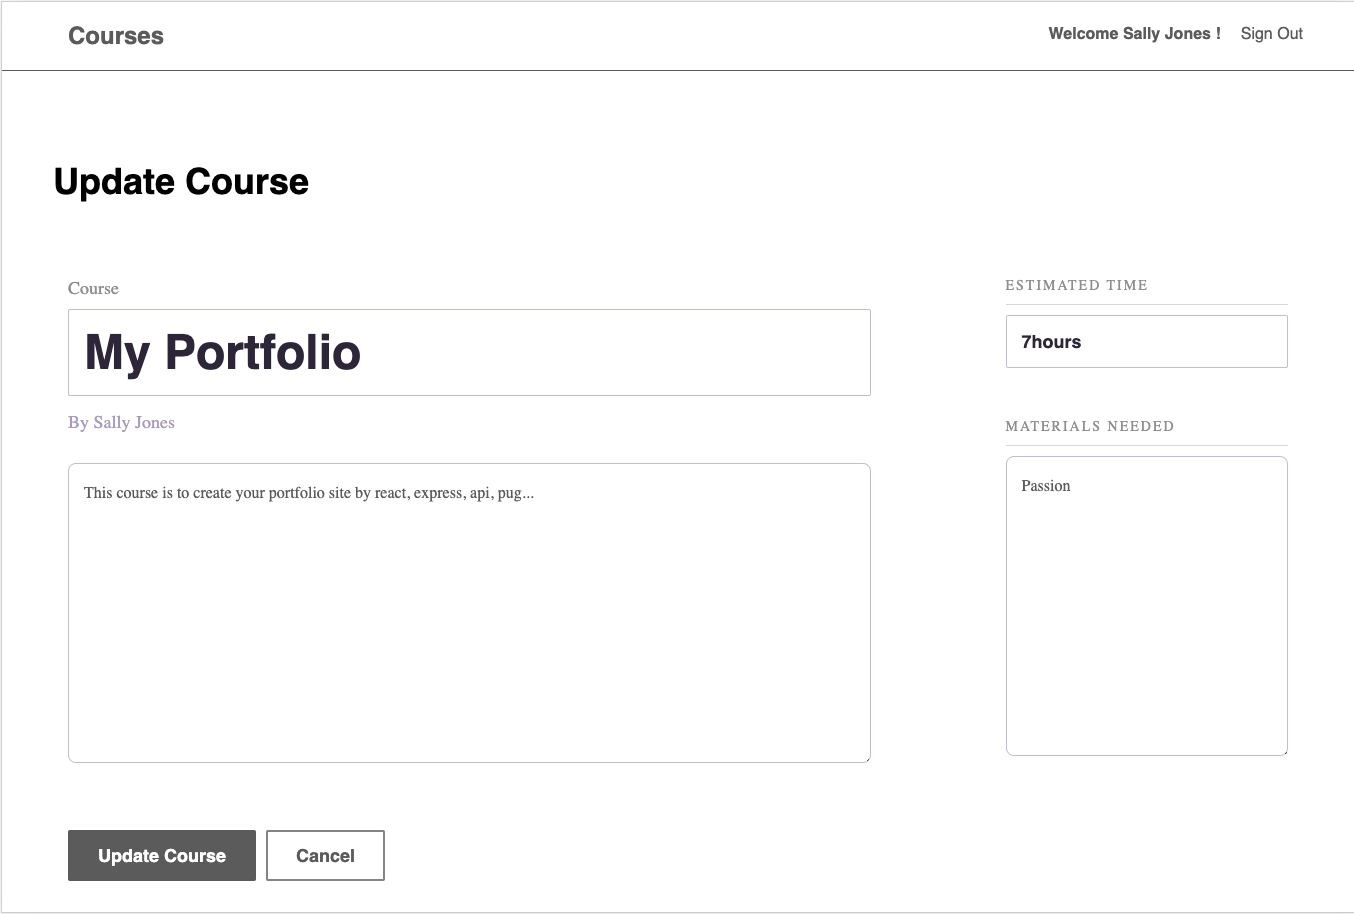 Courses
Welcome Sally Jones ! Sign Out
Update Course
Course
My Portfolio
By Sally Jones
This course is to create your portfolio site by react, express, api, pug...
ESTIMATED TIME
7hours
MATERIALS NEEDED
Passion
Update Course
Cancel